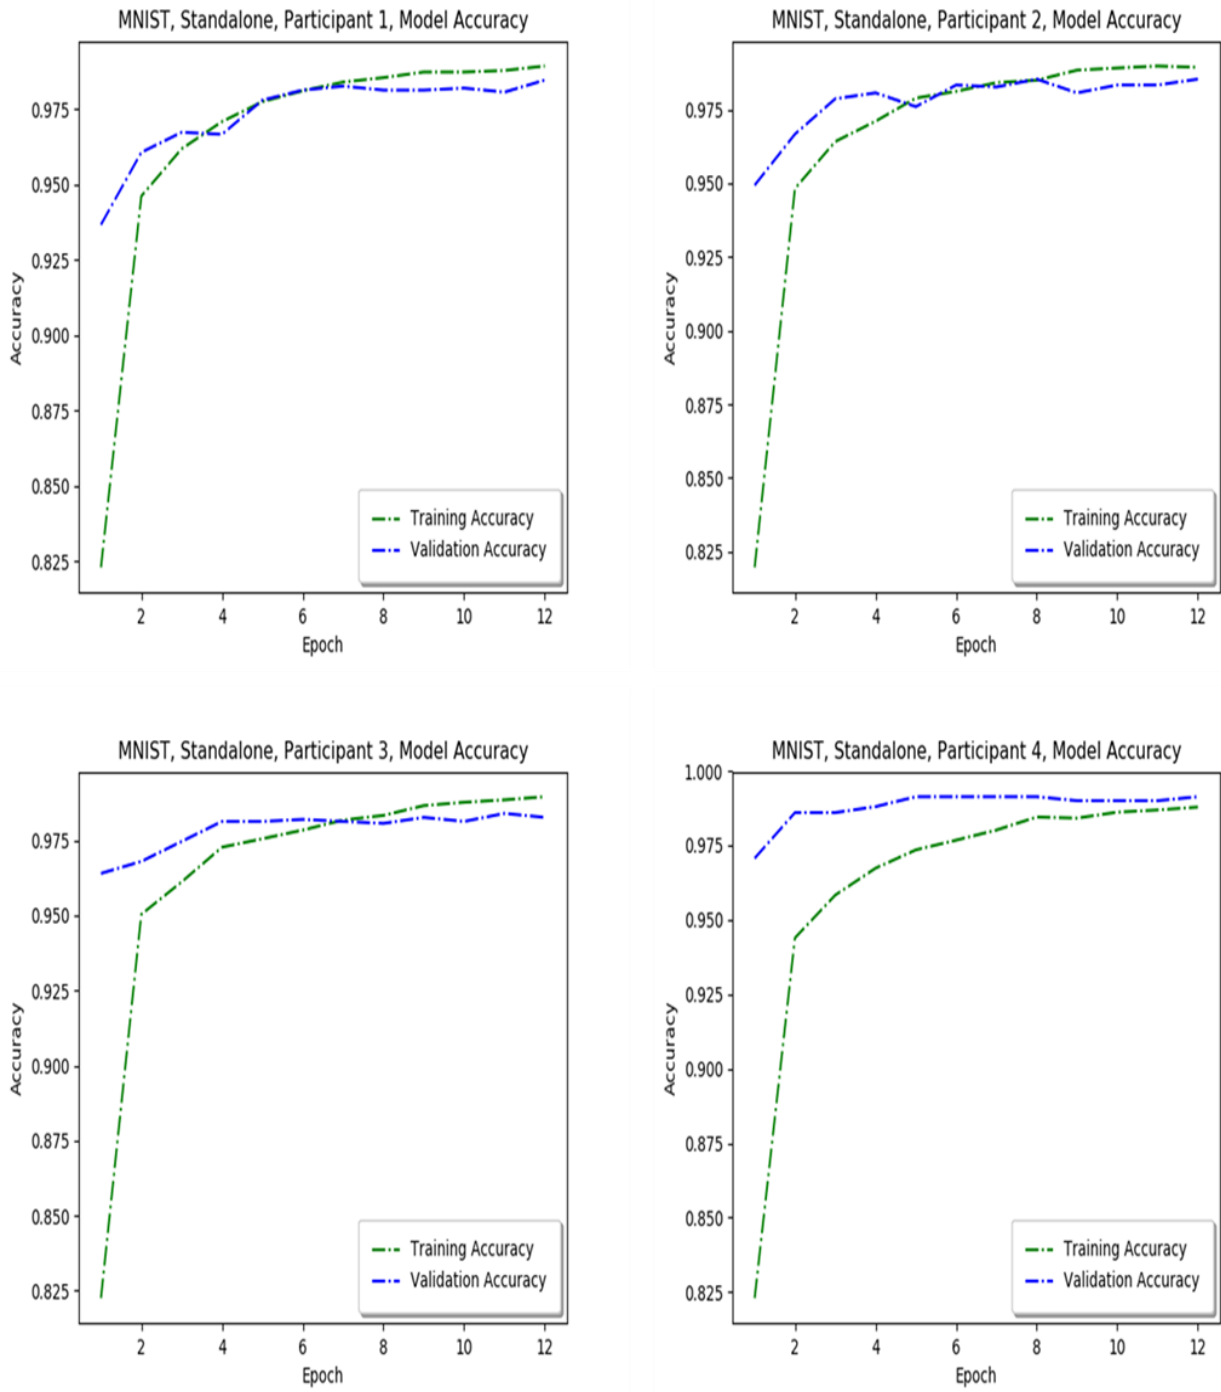 MNIST, Standalone, Participant 1, Model Accuracy
0.975
0.950
0.925
0.900
0.875
0.850
0.825
Accuracy
2 4 6 8 10 12
Epoch
Training Accuracy
Validation Accuracy
MNIST, Standalone, Participant 2, Model Accuracy
0.975
0.950
0.925
0.900
0.875
0.850
0.825
Accuracy
2 4 6 8 10 12
Epoch
Training Accuracy
Validation Accuracy
MNIST, Standalone, Participant 3, Model Accuracy
0.975
0.950
0.925
0.900
0.875
0.850
0.825
Accuracy
2 4 6 8 10 12
Epoch
Training Accuracy
Validation Accuracy
MNIST, Standalone, Participant 4, Model Accuracy
1.000
0.975
0.950
0.925
0.900
0.875
0.850
0.825
Accuracy
2 4 6 8 10 12
Epoch
Training Accuracy
Validation Accuracy